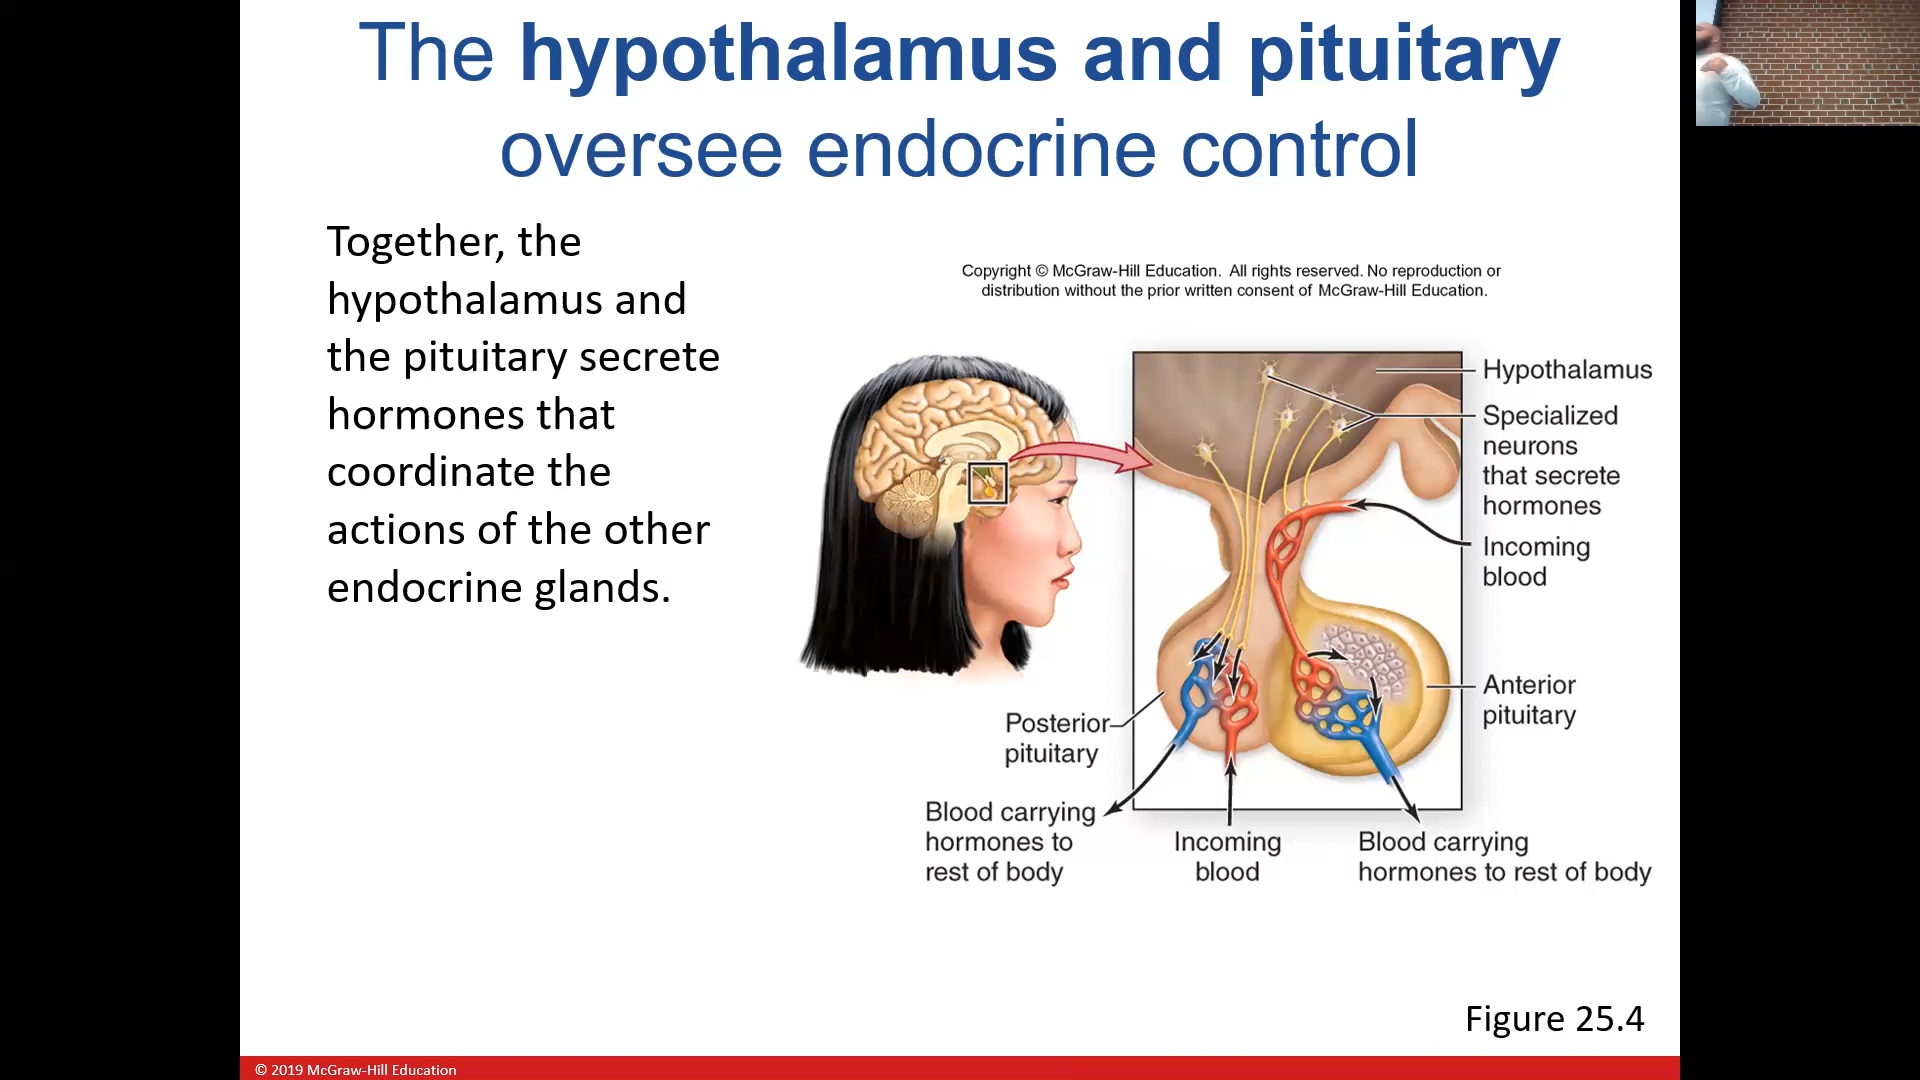 The hypothalamus and pituitary
oversee endocrine control
Together, the
hypothalamus and
the pituitary secrete
hormones that
coordinate the
actions of the other
endocrine glands.
Copyright © McGraw-Hill Education. All rights reserved. No reproduction or
distribution without the prior written consent of McGraw-Hill Education.
Hypothalamus
Specialized
neurons
that secrete
hormones
Incoming
blood
Anterior
pituitary
Posterior
pituitary
Blood carrying
hormones to
rest of body
Incoming
blood
Blood carrying
hormones to rest of body
Figure 25.4
© 2019 McGraw-Hill Education